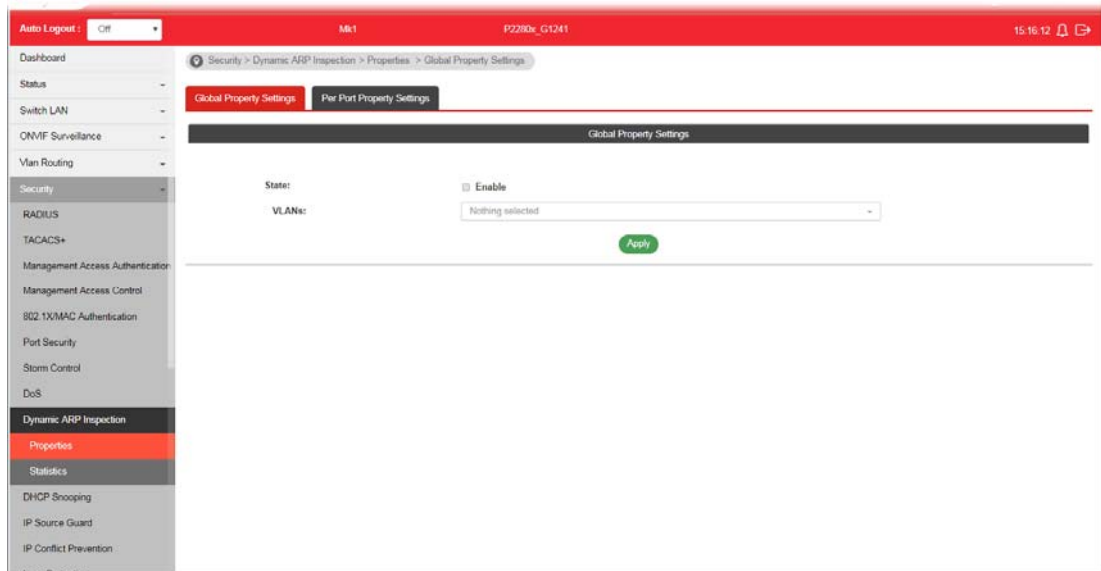 Auto Logout : Off Mk1 P2280x_G1241 15:16:12
Dashboard
Status
Switch LAN
ONVIF Surveillance
Vlan Routing
Security
RADIUS
TACACS+
Management Access Authentication
Management Access Control
802.1X/MAC Authentication
Port Security
Storm Control
DoS
Dynamic ARP Inspection
Properties
Statistics
DHCP Snooping
IP Source Guard
IP Conflict Prevention
Security > Dynamic ARP Inspection > Properties > Global Property Settings
Global Property Settings Per Port Property Settings
Global Property Settings
State: Enable
VLANs: Nothing selected
Apply